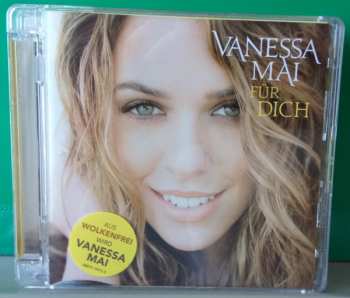 VANESSA
MAI
FÜR
DICH
AUS
WOLKENFREI
WIRD
VANESSA
MAI